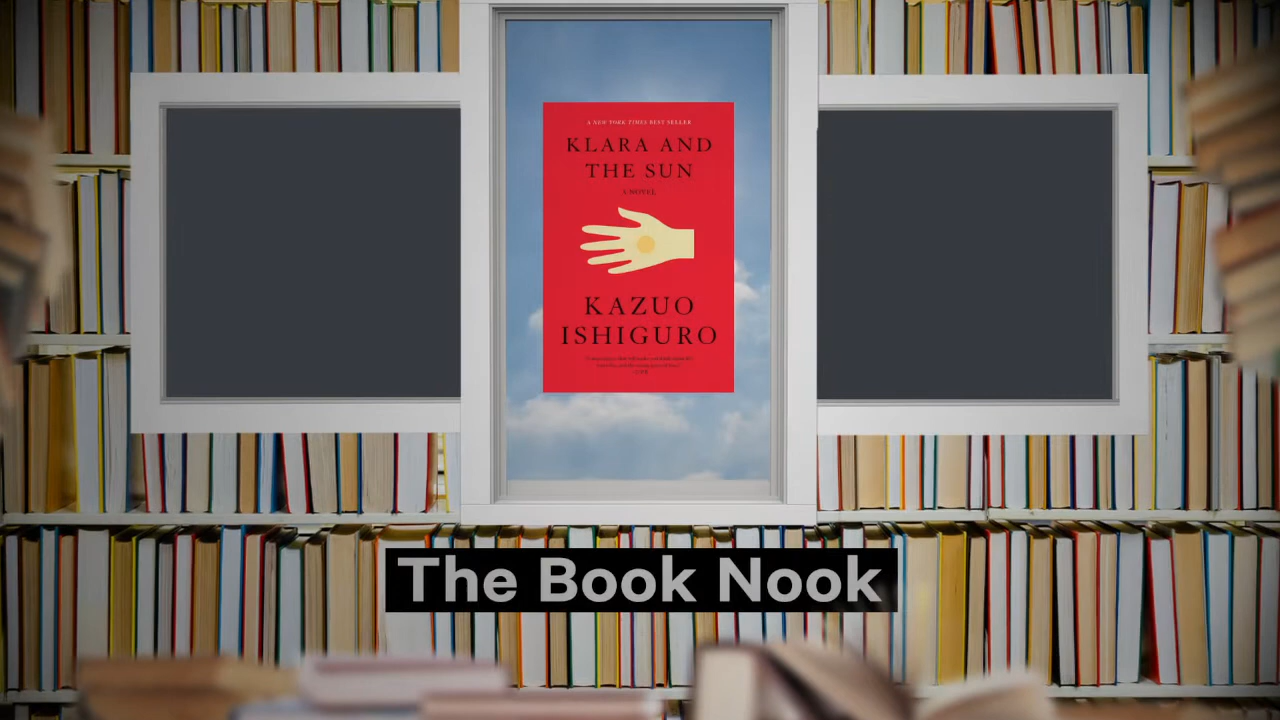 A NEW YORK TIMES BEST SELLER
KLARA AND
THE SUN
A NOVEL
KAZUO
ISHIGURO
The Book Nook